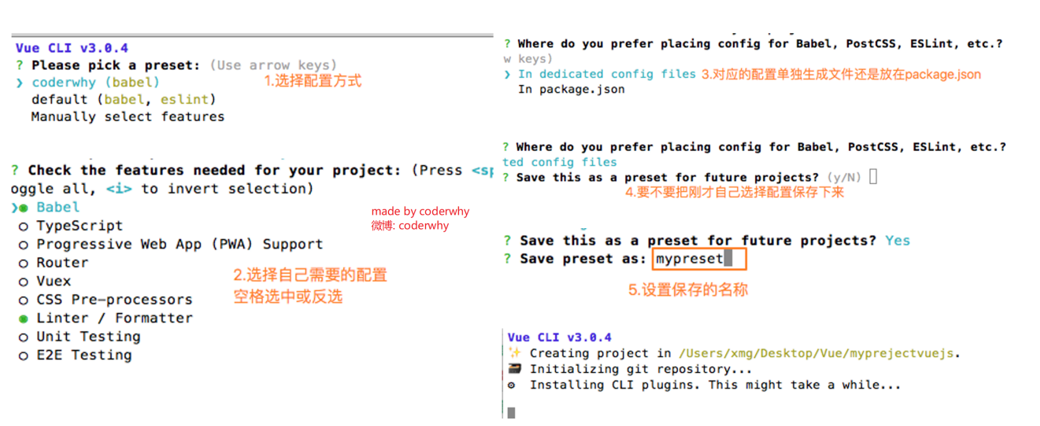 Vue CLI v3.0.4
? Please pick a preset: (Use arrow keys)
❯ coderwhy (babel)
default (babel, eslint)
Manually select features
1.选择配置方式
? Check the features needed for your project: (Press <sp
oggle all, <i> to invert selection)
❯◉ Babel
○ TypeScript
○ Progressive Web App (PWA) Support
○ Router
○ Vuex
○ CSS Pre-processors
◉ Linter / Formatter
○ Unit Testing
○ E2E Testing
made by coderwhy
微博: coderwhy
2.选择自己需要的配置
空格选中或反选
? Where do you prefer placing config for Babel, PostCSS, ESLint, etc.?
w keys)
❯ In dedicated config files
In package.json
3.对应的配置单独生成文件还是放在package.json
? Where do you prefer placing config for Babel, PostCSS, ESLint, etc.?
ted config files
? Save this as a preset for future projects? (y/N)
4.要不要把刚才自己选择配置保存下来
? Save this as a preset for future projects? Yes
? Save preset as: mypreset
5.设置保存的名称
Vue CLI v3.0.4
✨ Creating project in /Users/xmg/Desktop/Vue/myprejectvuejs.
🗃 Initializing git repository...
⚙ Installing CLI plugins. This might take a while...